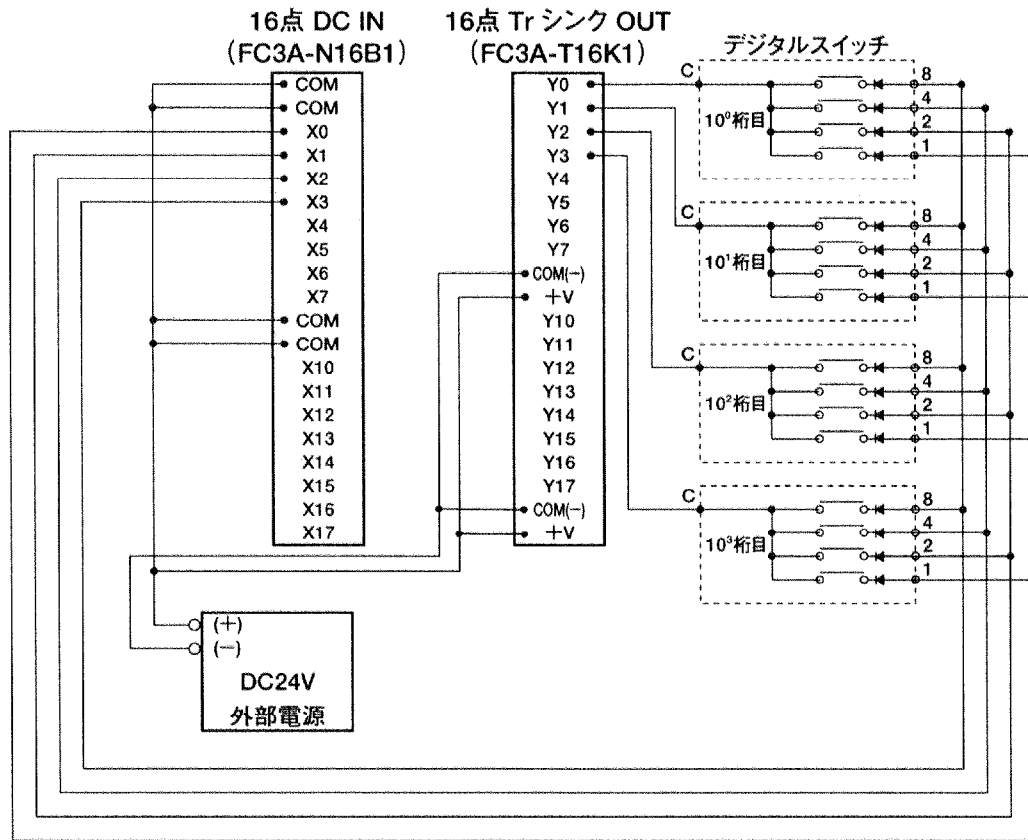 16点 DC IN
(FC3A-N16B1)
COM
COM
X0
X1
X2
X3
X4
X5
X6
X7
COM
COM
X10
X11
X12
X13
X14
X15
X16
X17
16点 Tr シンク OUT
(FC3A-T16K1)
Y0
Y1
Y2
Y3
Y4
Y5
Y6
Y7
COM(−)
+V
Y10
Y11
Y12
Y13
Y14
Y15
Y16
Y17
COM(−)
+V
デジタルスイッチ
C
10⁰桁目
8
4
2
1
C
10¹桁目
8
4
2
1
C
10²桁目
8
4
2
1
C
10³桁目
8
4
2
1
(+)
(−)
DC24V
外部電源